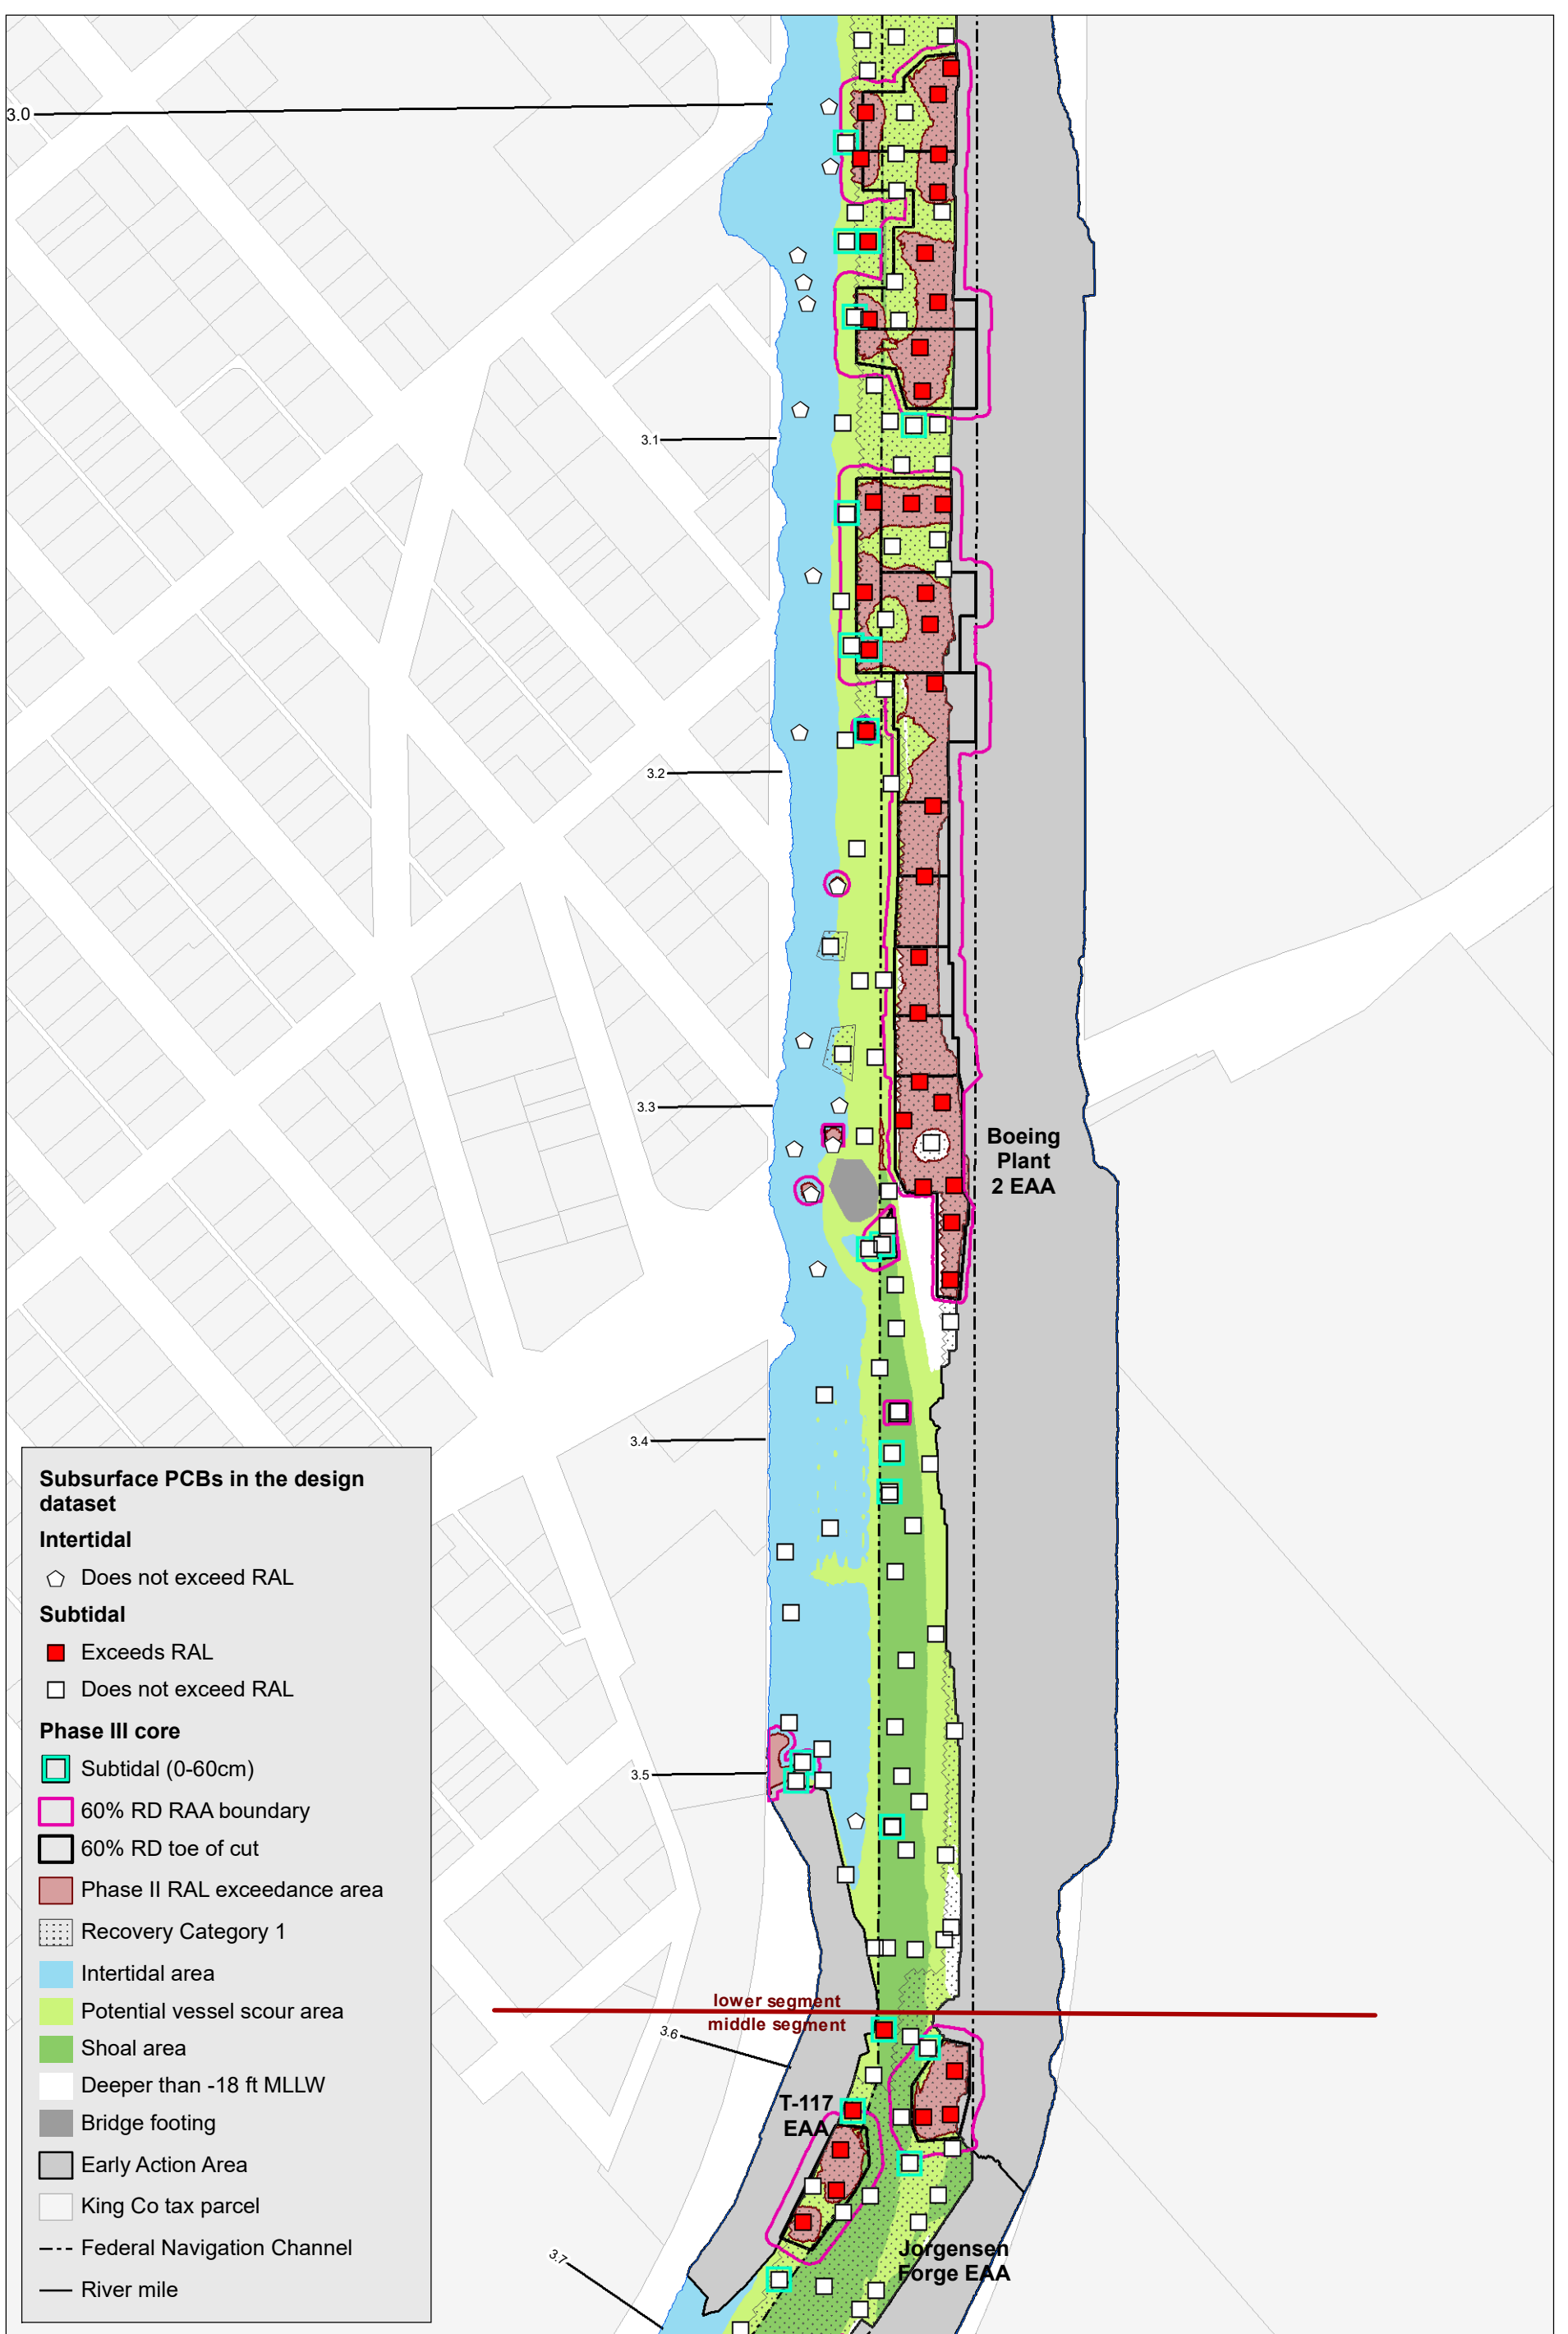 3.0
3.1
3.2
3.3
Boeing
Plant
2 EAA
3.4
3.5
lower segment
middle segment
3.6
T-117
EAA
Jorgensen
Forge EAA
3.7
Subsurface PCBs in the design
dataset
Intertidal
Does not exceed RAL
Subtidal
Exceeds RAL
Does not exceed RAL
Phase III core
Subtidal (0-60cm)
60% RD RAA boundary
60% RD toe of cut
Phase II RAL exceedance area
Recovery Category 1
Intertidal area
Potential vessel scour area
Shoal area
Deeper than -18 ft MLLW
Bridge footing
Early Action Area
King Co tax parcel
Federal Navigation Channel
River mile